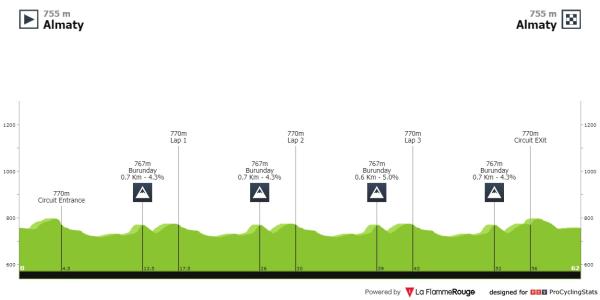 755 m
Almaty
755 m
Almaty
1200
1000
800
600
1200
1000
800
600
770m
Circuit Entrance
767m
Burunday
0.7 Km - 4.3%
770m
Lap 1
767m
Burunday
0.7 Km - 4.3%
770m
Lap 2
767m
Burunday
0.6 Km - 5.0%
770m
Lap 3
767m
Burunday
0.7 Km - 4.3%
770m
Circuit EXit
0
4.5
13.5
17.5
26
30
39
43
52
56
Powered by La FlammeRouge designed for PCS ProCyclingStats